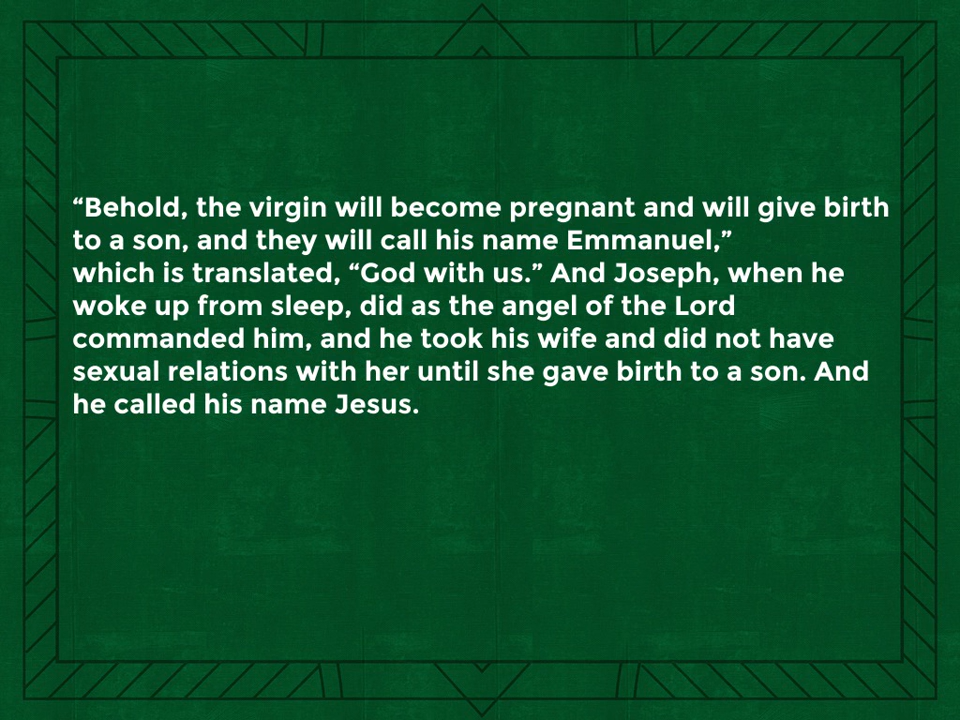 “Behold, the virgin will become pregnant and will give birth
to a son, and they will call his name Emmanuel,”
which is translated, “God with us.” And Joseph, when he
woke up from sleep, did as the angel of the Lord
commanded him, and he took his wife and did not have
sexual relations with her until she gave birth to a son. And
he called his name Jesus.